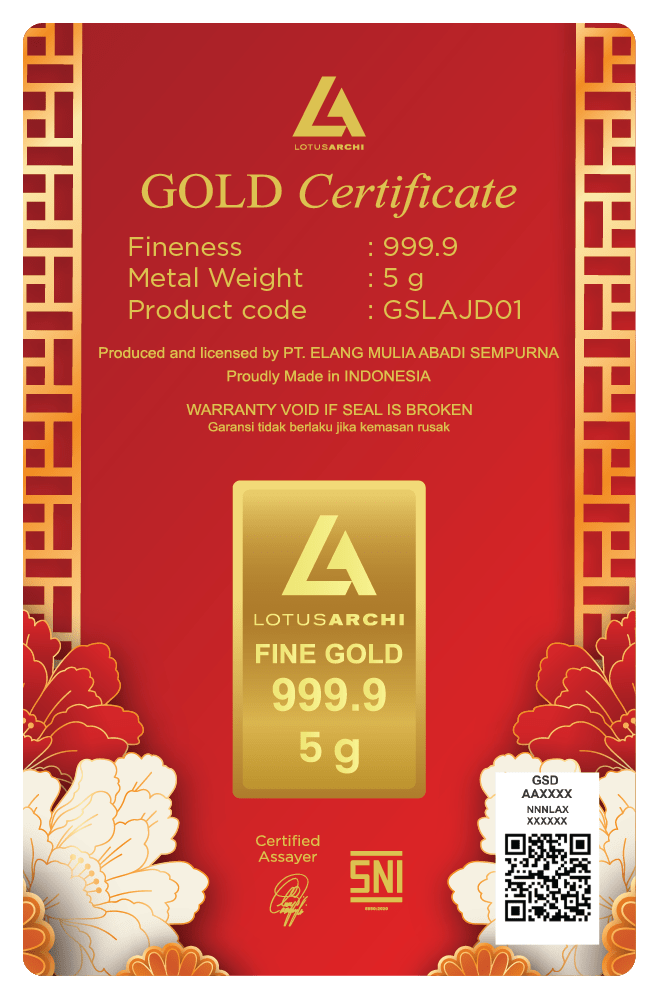 LOTUSARCHI
GOLD Certificate
Fineness : 999.9
Metal Weight : 5 g
Product code : GSLAJD01
Produced and licensed by PT. ELANG MULIA ABADI SEMPURNA
Proudly Made in INDONESIA
WARRANTY VOID IF SEAL IS BROKEN
Garansi tidak berlaku jika kemasan rusak
LOTUSARCHI
FINE GOLD
999.9
5 g
GSD
AAXXXX
NNNLAX
XXXXXX
Certified
Assayer
SNI